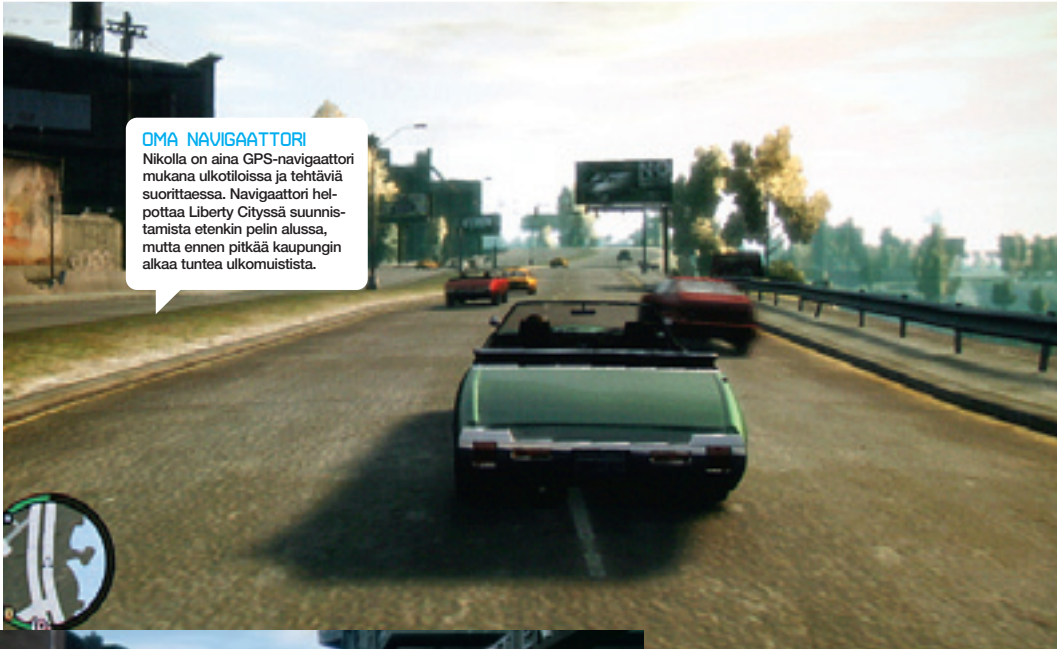 OMA NAVIGAATTORI
Nikolla on aina GPS-navigaattori
mukana ulkotiloissa ja tehtäviä
suorittaessa. Navigaattori hel-
pottaa Liberty Cityssä suunnis-
tamista etenkin pelin alussa,
mutta ennen pitkää kaupungin
alkaa tuntea ulkomuistista.